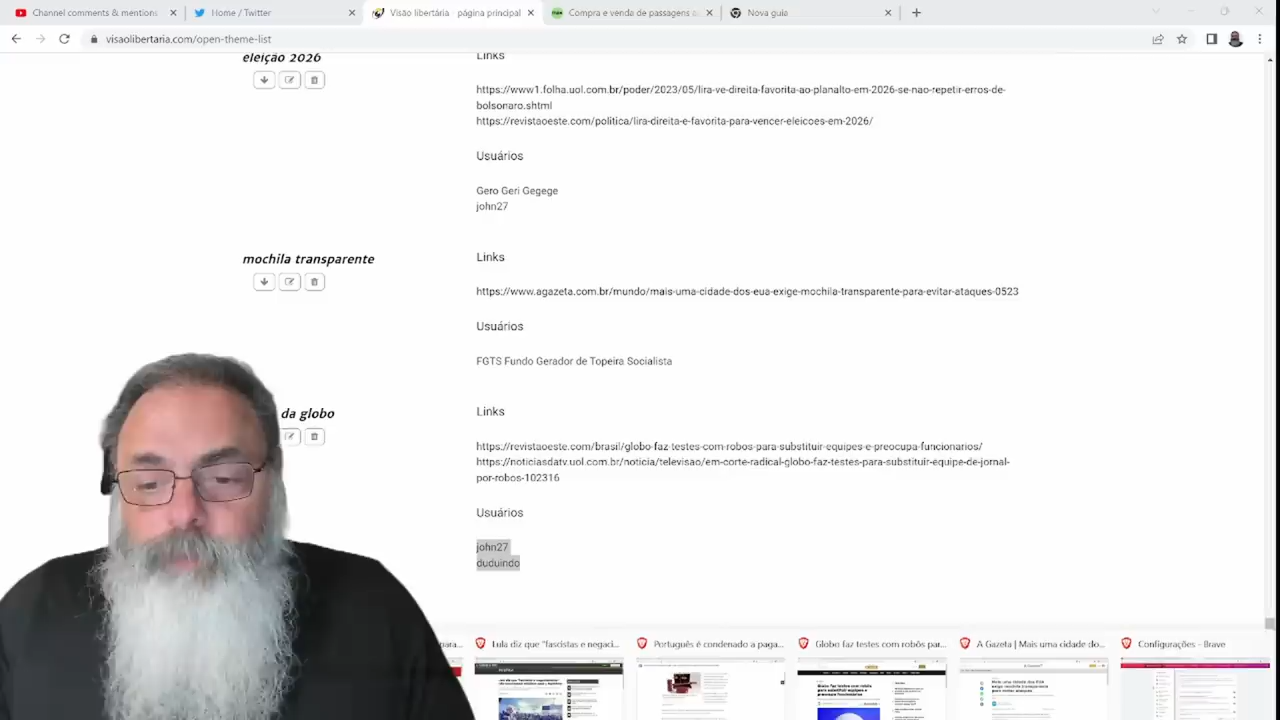 Channel comments & mentions
Home / Twitter
Visão libertária - página principal
Compra e venda de passagens aé
Nova guia
visaolibertaria.com/open-theme-list
eleição 2026
Links
https://www1.folha.uol.com.br/poder/2023/05/lira-ve-direita-favorita-ao-planalto-em-2026-se-nao-repetir-erros-de-
bolsonaro.shtml
https://revistaoeste.com/politica/lira-direita-e-favorita-para-vencer-eleicoes-em-2026/
Usuários
Gero Geri Gegege
john27
mochila transparente
Links
https://www.agazeta.com.br/mundo/mais-uma-cidade-dos-eua-exige-mochila-transparente-para-evitar-ataques-0523
Usuários
FGTS Fundo Gerador de Topeira Socialista
da globo
Links
https://revistaoeste.com/brasil/globo-faz-testes-com-robos-para-substituir-equipes-e-preocupa-funcionarios/
https://noticiasdatv.uol.com.br/noticia/televisao/em-corte-radical-globo-faz-testes-para-substituir-equipe-de-jornal-
por-robos-102316
Usuários
john27
duduindo
para...
Lula diz que "fascistas e negaci...
Português é condenado a paga...
Globo faz testes com robôs par...
A Gazeta | Mais uma cidade do...
Configurações - Brave